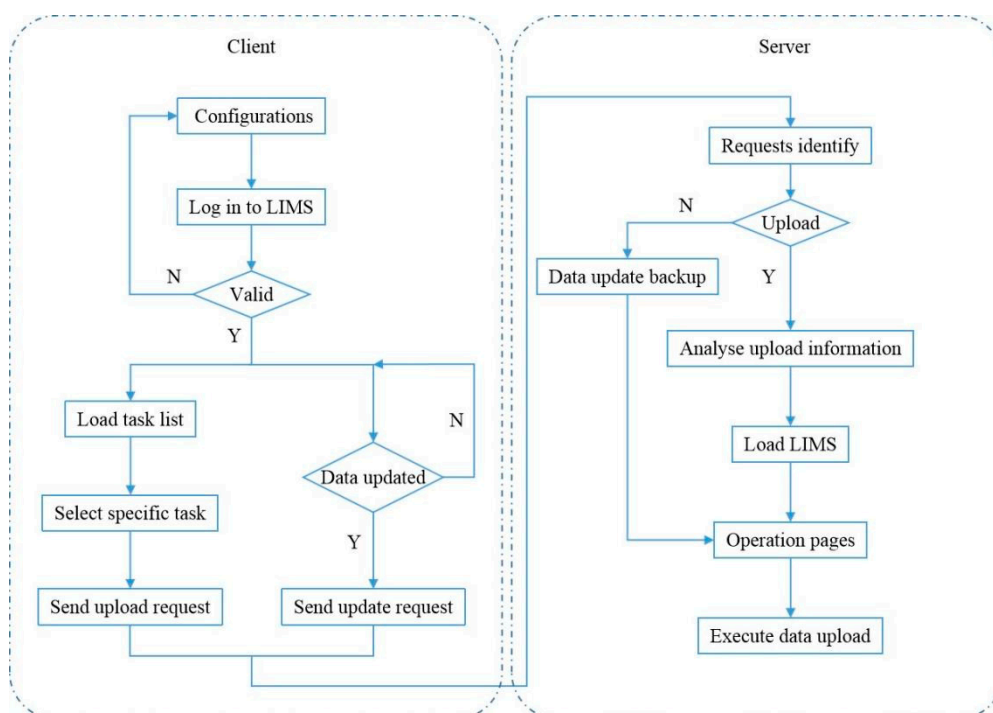 Client
Configurations
Log in to LIMS
N
Valid
Y
Load task list
N
Data updated
Select specific task
Y
Send upload request
Send update request
Server
Requests identify
N
Upload
Data update backup
Y
Analyse upload information
Load LIMS
Operation pages
Execute data upload